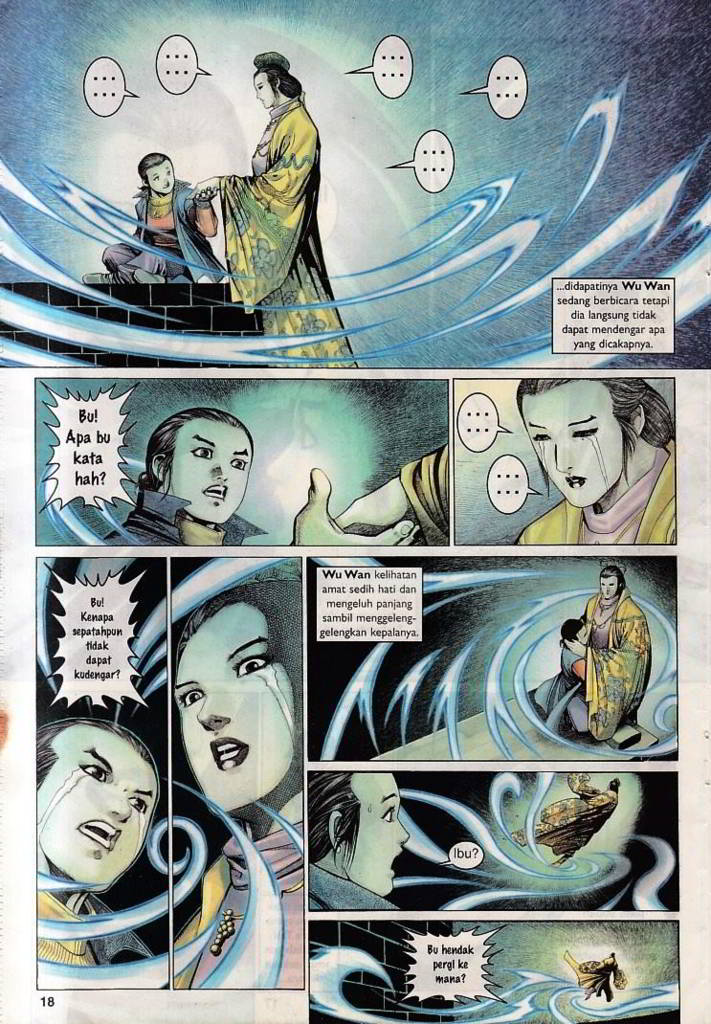 ...
...
...
...
...
...
...
...
...
...
...didapatinya Wu Wan
sedang berbicara tetapi
dia langsung tidak
dapat mendengar apa
yang dicakapnya.
Bu!
Apa bu
kata
hah?
...
...
...
...
Bu!
Kenapa
sepatahpun
tidak
dapat
kudengar?
Wu Wan kelihatan
amat sedih hati dan
mengeluh panjang
sambil menggeleng-
gelengkan kepalanya.
Ibu?
Bu hendak
pergi ke
mana?
18